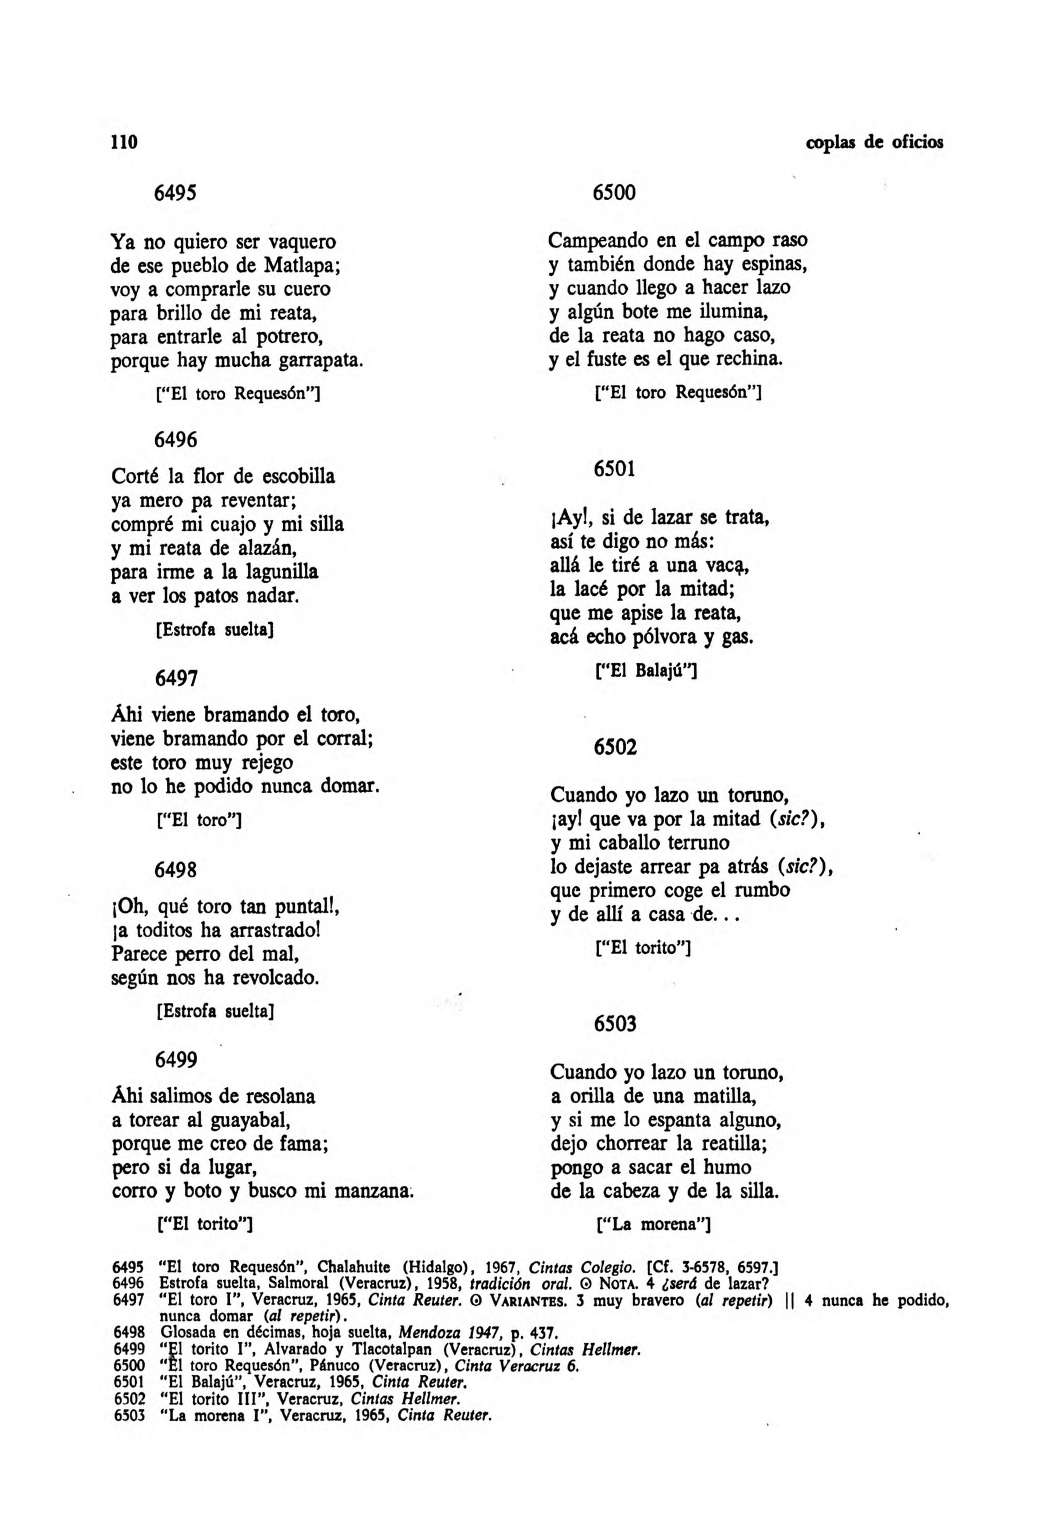 110
coplas de oficios
6495
Ya no quiero ser vaquero
de ese pueblo de Matlapa;
voy a comprarle su cuero
para brillo de mi reata,
para entrarle al potrero,
porque hay mucha garrapata.
["El toro Requesón"]
6496
Corté la flor de escobilla
ya mero pa reventar;
compré mi cuajo y mi silla
y mi reata de alazán,
para irme a la lagunilla
a ver los patos nadar.
[Estrofa suelta]
6497
Áhi viene bramando el toro,
viene bramando por el corral;
este toro muy rejego
no lo he podido nunca domar.
["El toro"]
6498
¡Oh, qué toro tan puntal!,
¡a toditos ha arrastrado!
Parece perro del mal,
según nos ha revolcado.
[Estrofa suelta]
6499
Áhi salimos de resolana
a torear al guayabal,
porque me creo de fama;
pero si da lugar,
corro y boto y busco mi manzana.
["El torito"]
6500
Campeando en el campo raso
y también donde hay espinas,
y cuando llego a hacer lazo
y algún bote me ilumina,
de la reata no hago caso,
y el fuste es el que rechina.
["El toro Requesón"]
6501
¡Ay!, si de lazar se trata,
así te digo no más:
allá le tiré a una vaca,
la lacé por la mitad;
que me apise la reata,
acá echo pólvora y gas.
["El Balajú"]
6502
Cuando yo lazo un toruno,
¡ay! que va por la mitad (sic?),
y mi caballo terruno
lo dejaste arrear pa atrás (sic?),
que primero coge el rumbo
y de allí a casa de...
["El torito"]
6503
Cuando yo lazo un toruno,
a orilla de una matilla,
y si me lo espanta alguno,
dejo chorrear la reatilla;
pongo a sacar el humo
de la cabeza y de la silla.
["La morena"]
6495 "El toro Requesón", Chalahuite (Hidalgo), 1967, Cintas Colegio. [Cf. 3-6578, 6597.]
6496 Estrofa suelta, Salmoral (Veracruz), 1958, tradición oral. ⊙ NOTA. 4 ¿será de lazar?
6497 "El toro I", Veracruz, 1965, Cinta Reuter. ⊙ VARIANTES. 3 muy bravero (al repetir) || 4 nunca he podido,
nunca domar (al repetir).
6498 Glosada en décimas, hoja suelta, Mendoza 1947, p. 437.
6499 "El torito I", Alvarado y Tlacotalpan (Veracruz), Cintas Hellmer.
6500 "El toro Requesón", Pánuco (Veracruz), Cinta Veracruz 6.
6501 "El Balajú", Veracruz, 1965, Cinta Reuter.
6502 "El torito III", Veracruz, Cintas Hellmer.
6503 "La morena I", Veracruz, 1965, Cinta Reuter.